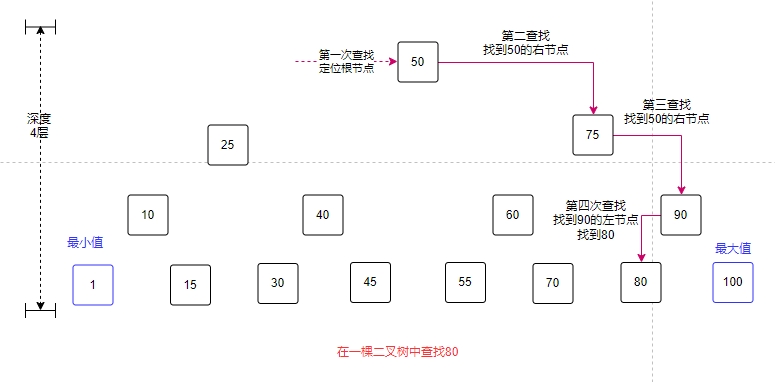 第一次查找
定位根节点
50
第二查找
找到50的右节点
深度
4层
25
75
第三查找
找到50的右节点
10
40
60
第四次查找
找到90的左节点
找到80
90
最小值
最大值
1
15
30
45
55
70
80
100
在一棵二叉树中查找80